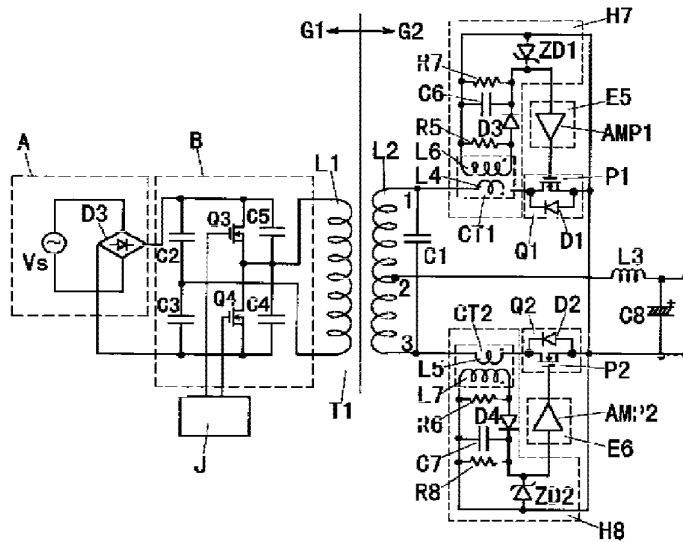 H7
G1 G2
ZD1
R7
C6
E5
A
B
R5
D3
AMP1
L1
L2
L6
L4
P1
D3
Q3
C5
1
Vs
C2
CT1
Q1
D1
C1
L3
2
C3
Q4
C4
CT2
Q2
D2
C8
+
3
L5
P2
L7
T1
R6
D4
AMP2
J
C7
E6
R8
ZD2
H8